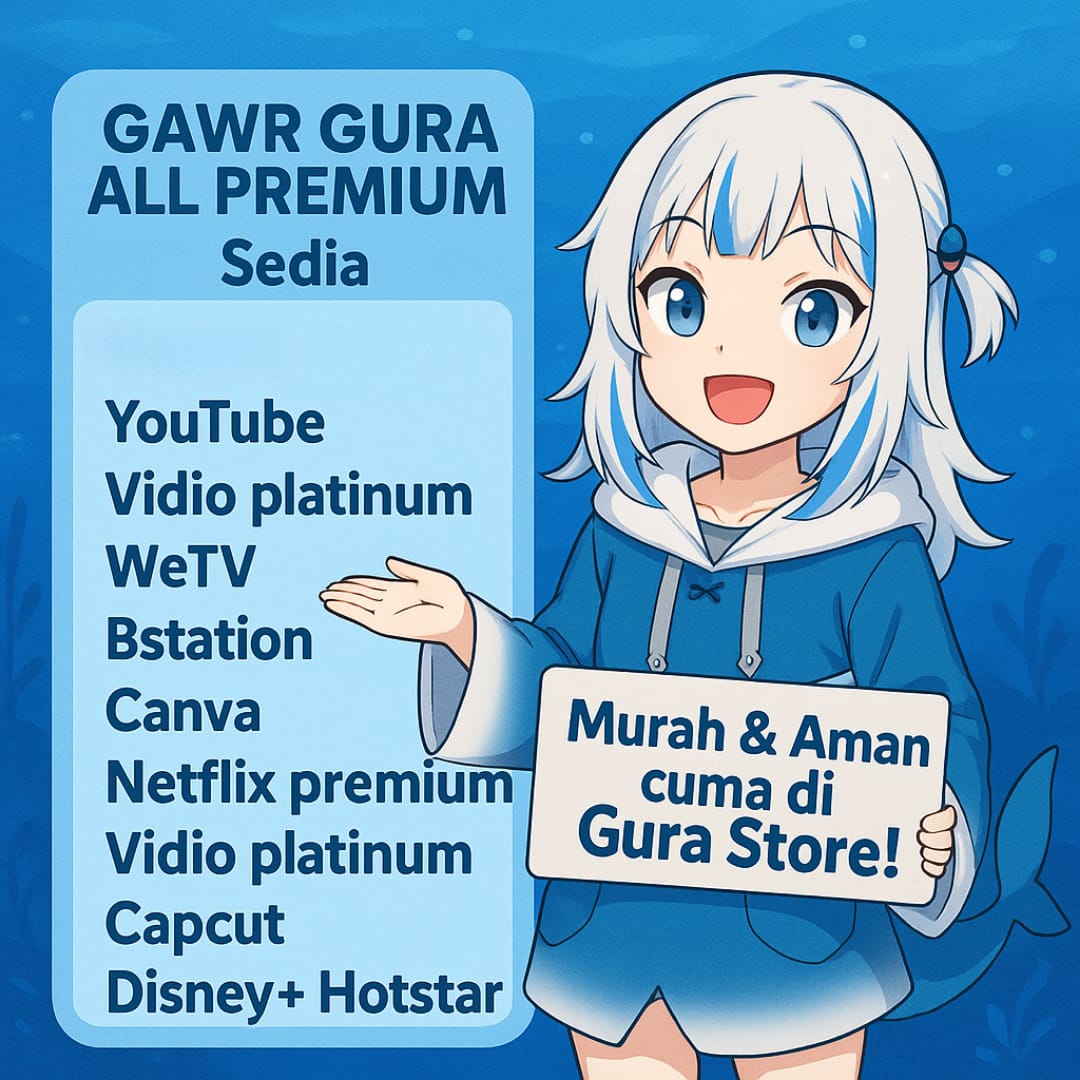 GAWR GURA
ALL PREMIUM
Sedia
YouTube
Vidio platinum
WeTV
Bstation
Canva
Netflix premium
Vidio platinum
Capcut
Disney+ Hotstar
Murah & Aman
cuma di
Gura Store!